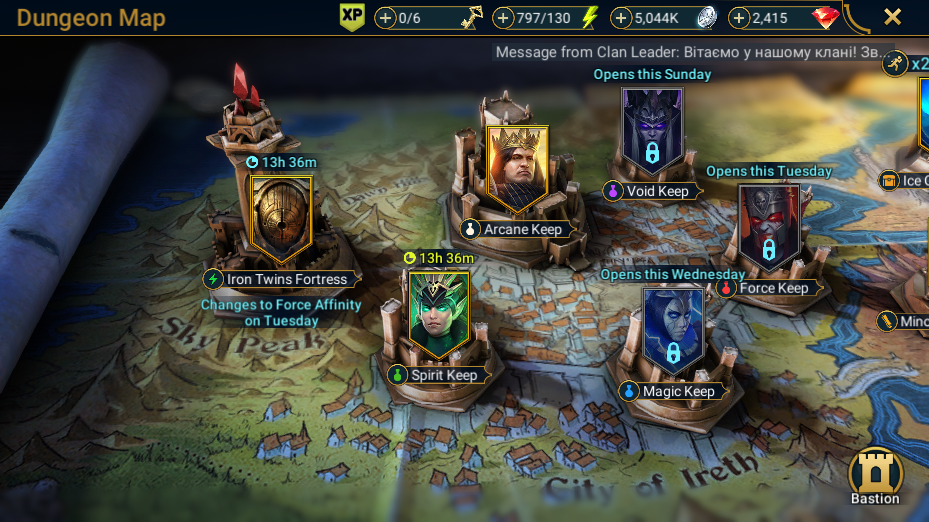 Dungeon Map
XP
0/6
797/130
5,044K
2,415
Message from Clan Leader: Вітаємо у нашому клані! Зв...
x2
Opens this Sunday
13h 36m
Opens this Tuesday
Void Keep
Ice
Arcane Keep
13h 36m
Iron Twins Fortress
Opens this Wednesday
Force Keep
Changes to Force Affinity
on Tuesday
Mino
Sky Peak
Spirit Keep
Magic Keep
City of Ireth
Bastion